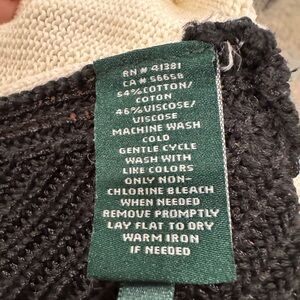 RN # 41381
CA # 56658
54%COTTON/
COTON
46%VISCOSE/
VISCOSE
MACHINE WASH
COLD
GENTLE CYCLE
WASH WITH
LIKE COLORS
ONLY NON-
CHLORINE BLEACH
WHEN NEEDED
REMOVE PROMPTLY
LAY FLAT TO DRY
WARM IRON
IF NEEDED